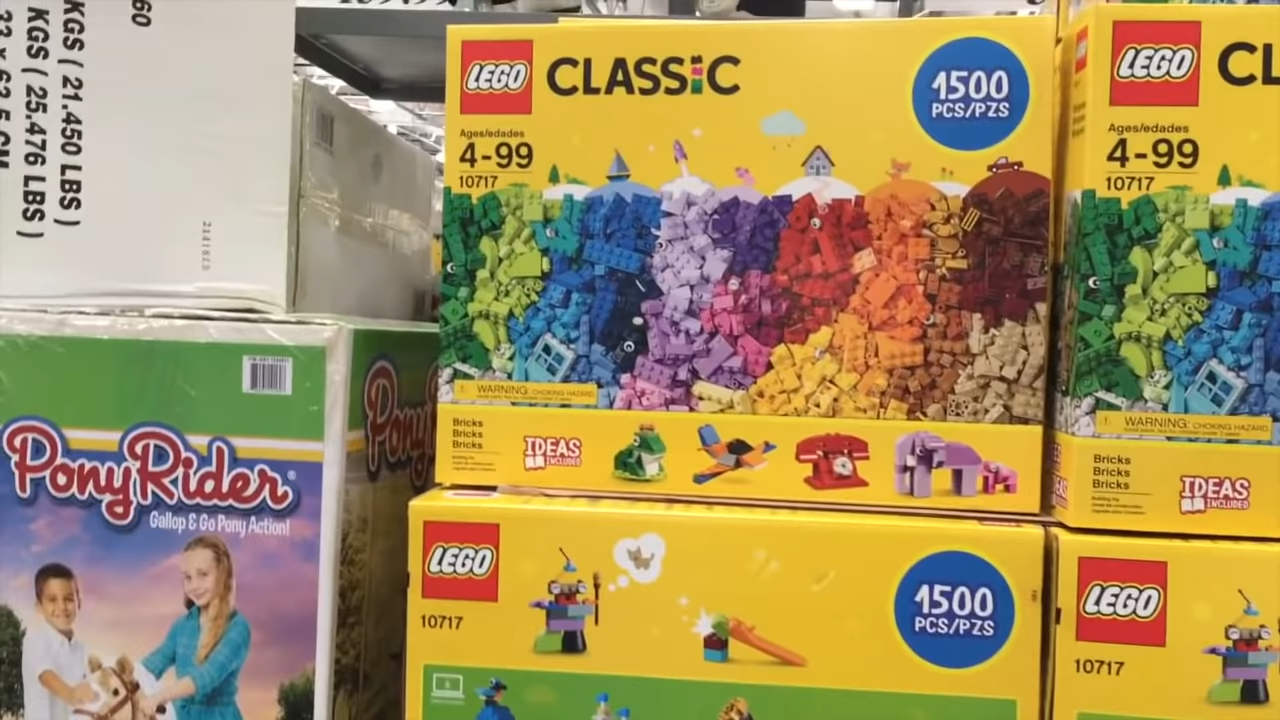 60
KGS ( 21.450 LBS )
KGS ( 25.476 LBS )
PonyRider®
Gallop & Go Pony Action!
PonyR
LEGO CLASSIC
1500
PCS/PZS
Ages/edades
4-99
10717
WARNING: CHOKING HAZARD
Bricks
Bricks
Bricks
IDEAS
INCLUDED
LEGO CL
Ages/edades
4-99
10717
WARNING: CHOKING HAZARD
Bricks
Bricks
Bricks
IDEAS
INCLUDED
LEGO
10717
1500
PCS/PZS
LEGO
10717